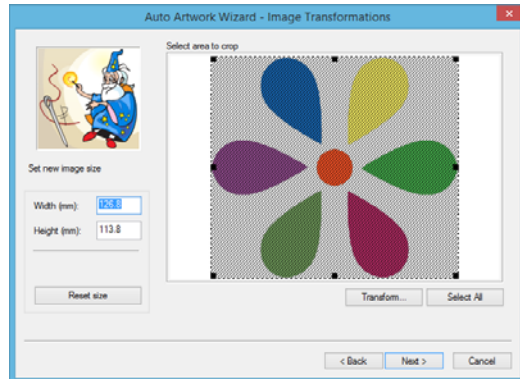 Auto Artwork Wizard - Image Transformations
Select area to crop
Set new image size
Width (mm): 126.8
Height (mm): 113.8
Reset size
Transform... Select All
< Back Next > Cancel